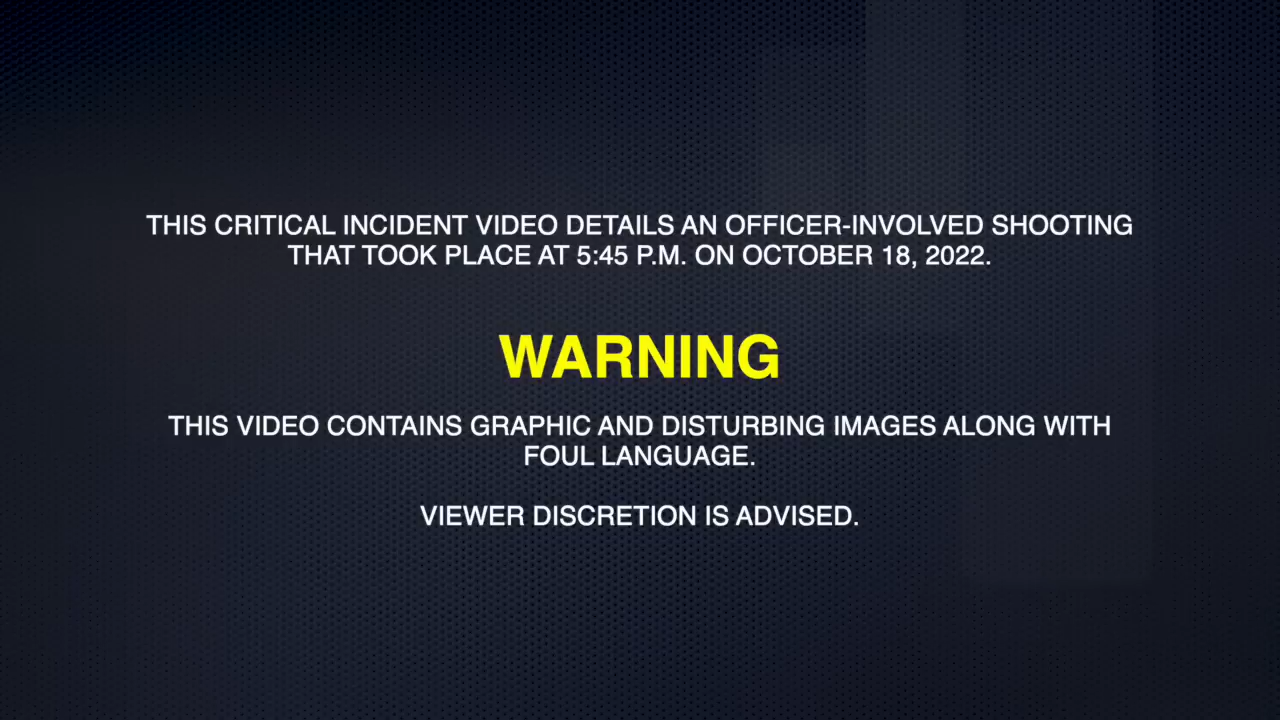 THIS CRITICAL INCIDENT VIDEO DETAILS AN OFFICER-INVOLVED SHOOTING
THAT TOOK PLACE AT 5:45 P.M. ON OCTOBER 18, 2022.
WARNING
THIS VIDEO CONTAINS GRAPHIC AND DISTURBING IMAGES ALONG WITH
FOUL LANGUAGE.
VIEWER DISCRETION IS ADVISED.